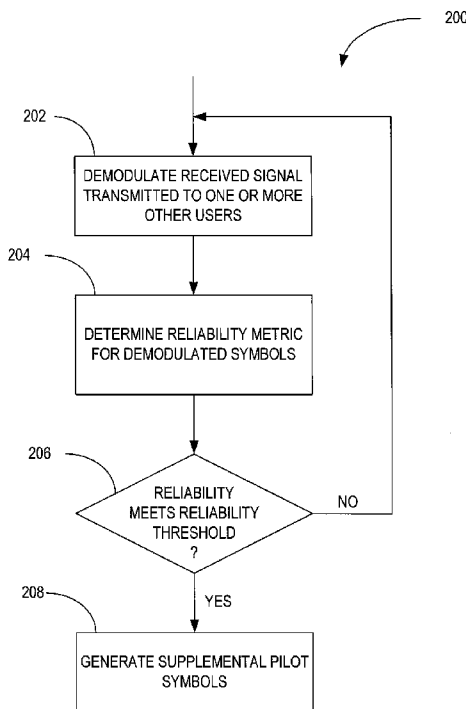 200
202
DEMODULATE RECEIVED SIGNAL
TRANSMITTED TO ONE OR MORE
OTHER USERS
204
DETERMINE RELIABILITY METRIC
FOR DEMODULATED SYMBOLS
206
RELIABILITY
MEETS RELIABILITY
THRESHOLD
?
NO
YES
208
GENERATE SUPPLEMENTAL PILOT
SYMBOLS